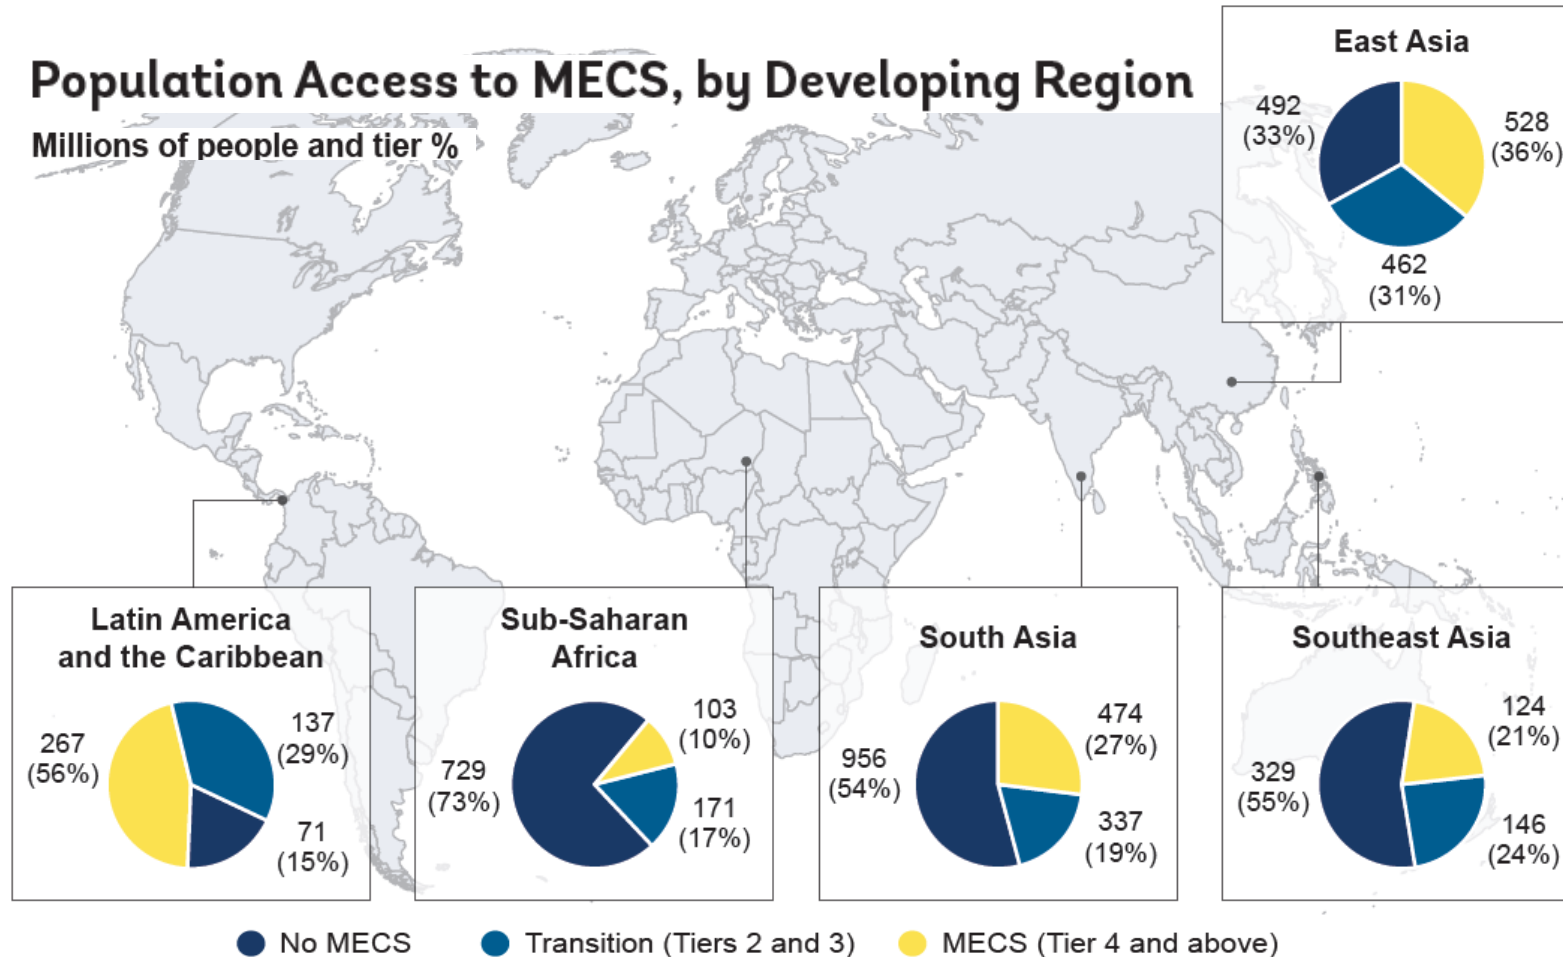 Population Access to MECS, by Developing Region
Millions of people and tier %
East Asia
492
(33%)
528
(36%)
462
(31%)
Latin America
and the Caribbean
267
(56%)
137
(29%)
71
(15%)
Sub-Saharan
Africa
729
(73%)
103
(10%)
171
(17%)
South Asia
956
(54%)
474
(27%)
337
(19%)
Southeast Asia
329
(55%)
124
(21%)
146
(24%)
No MECS
Transition (Tiers 2 and 3)
MECS (Tier 4 and above)